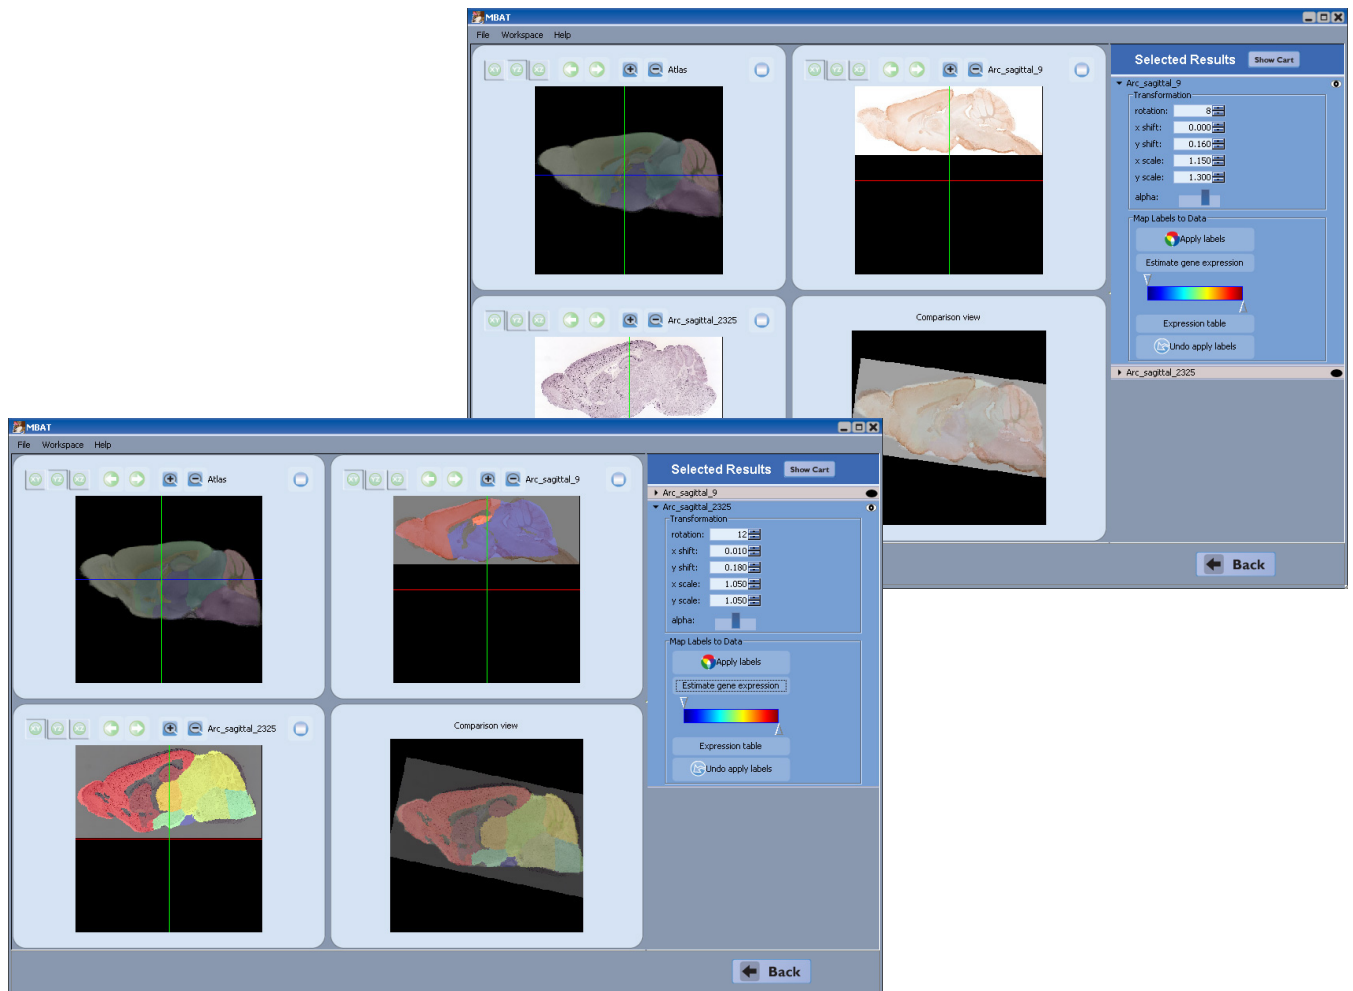 MBAT
File Workspace Help
Atlas
Arc_sagittal_9
Selected Results Show Cart
Arc_sagittal_9
Transformation
rotation: 8
x shift: 0.000
y shift: 0.160
x scale: 1.150
y scale: 1.300
alpha:
Map Labels to Data
Apply labels
Estimate gene expression
Expression table
Undo apply labels
Arc_sagittal_2325
Arc_sagittal_2325
Comparison view
Back
MBAT
File Workspace Help
Atlas
Arc_sagittal_9
Selected Results Show Cart
Arc_sagittal_9
Arc_sagittal_2325
Transformation
rotation: 12
x shift: 0.010
y shift: 0.180
x scale: 1.050
y scale: 1.050
alpha:
Map Labels to Data
Apply labels
Estimate gene expression
Expression table
Undo apply labels
Arc_sagittal_2325
Comparison view
Back